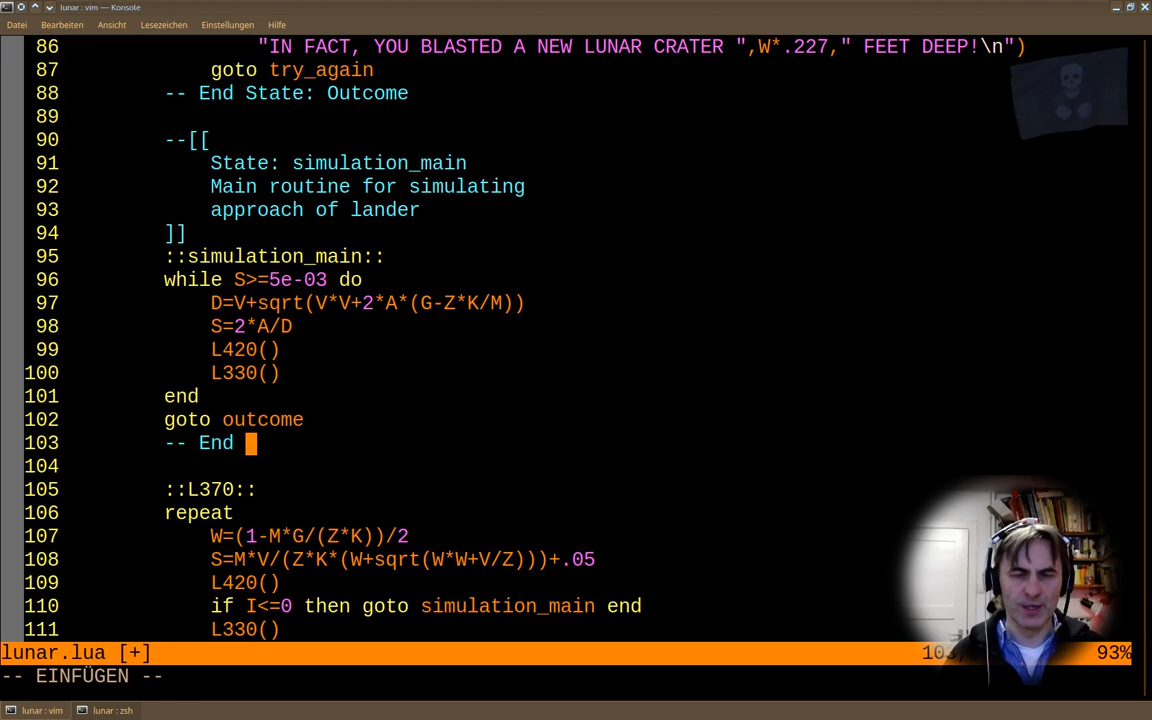 lunar : vim — Konsole
Datei Bearbeiten Ansicht Lesezeichen Einstellungen Hilfe
86 "IN FACT, YOU BLASTED A NEW LUNAR CRATER ",W*.227," FEET DEEP!\n")
87 goto try_again
88 -- End State: Outcome
89
90 --[[
91 State: simulation_main
92 Main routine for simulating
93 approach of lander
94 ]]
95 ::simulation_main::
96 while S>=5e-03 do
97 D=V+sqrt(V*V+2*A*(G-Z*K/M))
98 S=2*A/D
99 L420()
100 L330()
101 end
102 goto outcome
103 -- End
104
105 ::L370::
106 repeat
107 W=(1-M*G/(Z*K))/2
108 S=M*V/(Z*K*(W+sqrt(W*W+V/Z)))+.05
109 L420()
110 if I<=0 then goto simulation_main end
111 L330()
lunar.lua [+] 93%
-- EINFÜGEN --
lunar : vim lunar : zsh